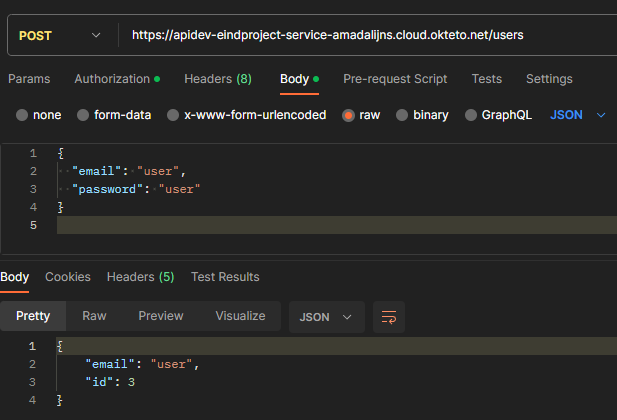 POST https://apidev-eindproject-service-amadalijns.cloud.okteto.net/users
Params Authorization Headers (8) Body Pre-request Script Tests Settings
none form-data x-www-form-urlencoded raw binary GraphQL JSON
1 {
2 "email": "user",
3 "password": "user"
4 }
5
Body Cookies Headers (5) Test Results
Pretty Raw Preview Visualize JSON
1 {
2 "email": "user",
3 "id": 3
4 }